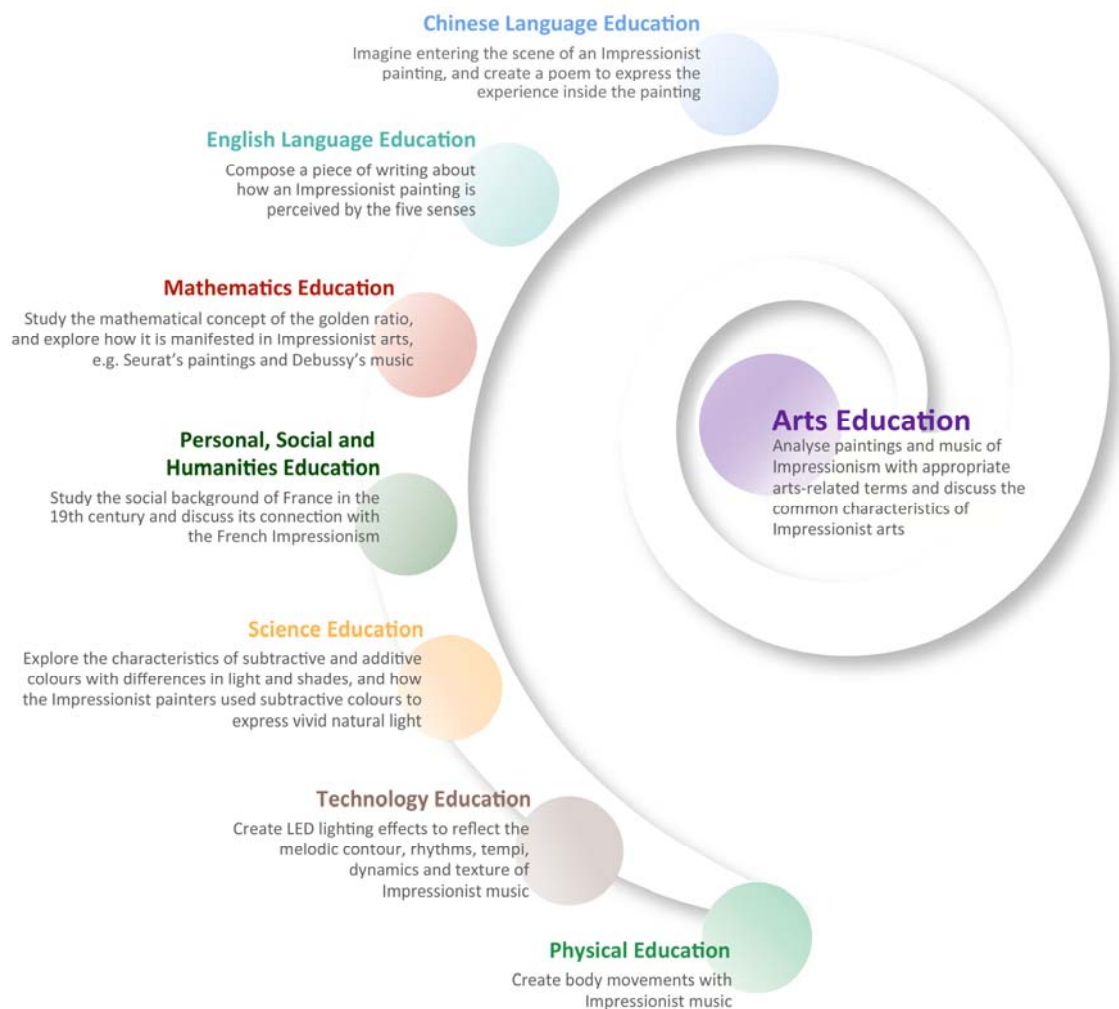 Chinese Language Education
Imagine entering the scene of an Impressionist
painting, and create a poem to express the
experience inside the painting
English Language Education
Compose a piece of writing about
how an Impressionist painting is
perceived by the five senses
Mathematics Education
Study the mathematical concept of the golden ratio,
and explore how it is manifested in Impressionist arts,
e.g. Seurat's paintings and Debussy's music
Personal, Social and
Humanities Education
Study the social background of France in the
19th century and discuss its connection with
the French Impressionism
Arts Education
Analyse paintings and music of
Impressionism with appropriate
arts-related terms and discuss the
common characteristics of
Impressionist arts
Science Education
Explore the characteristics of subtractive and additive
colours with differences in light and shades, and how
the Impressionist painters used subtractive colours to
express vivid natural light
Technology Education
Create LED lighting effects to reflect the
melodic contour, rhythms, tempi,
dynamics and texture of
Impressionist music
Physical Education
Create body movements with
Impressionist music